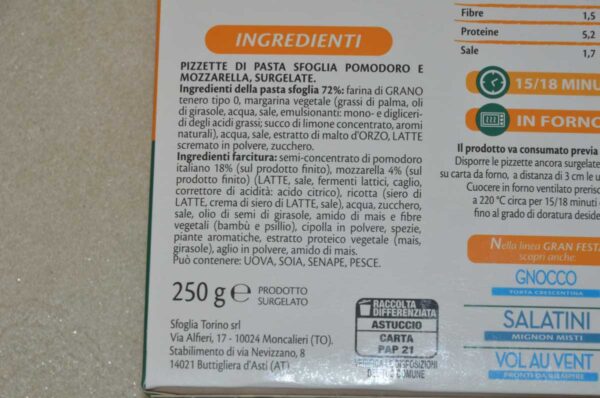 INGREDIENTI
PIZZETTE DI PASTA SFOGLIA POMODORO E
MOZZARELLA, SURGELATE.
Ingredienti della pasta sfoglia 72%: farina di GRANO
tenero tipo 0, margarina vegetale (grassi di palma, oli
di girasole, acqua, sale, emulsionanti: mono- e digliceri-
di degli acidi grassi; succo di limone concentrato, aromi
naturali), acqua, sale, estratto di malto d'ORZO, LATTE
scremato in polvere, zucchero.
Ingredienti farcitura: semi-concentrato di pomodoro
italiano 18% (sul prodotto finito), mozzarella 4% (sul
prodotto finito) (LATTE, sale, fermenti lattici, caglio,
correttore di acidità: acido citrico), ricotta (siero di
LATTE, crema di siero di LATTE, sale), acqua, zucchero,
sale, olio di semi di girasole, amido di mais e fibre
vegetali (bambù e psillio), cipolla in polvere, spezie,
piante aromatiche, estratto proteico vegetale (mais,
girasole), aglio in polvere, amido di mais.
Può contenere: UOVA, SOIA, SENAPE, PESCE.
250 g e PRODOTTO
SURGELATO
Sfoglia Torino srl
Via Alfieri, 17 - 10024 Moncalieri (TO).
Stabilimento di via Nevizzano, 8
14021 Buttigliera d'Asti (AT)
RACCOLTA
DIFFERENZIATA
ASTUCCIO
CARTA
PAP 21
VERIFICA LE DISPOSIZIONI
DEL TUO COMUNE
Fibre 1,5
Proteine 5,2
Sale 1,7
15/18 MINU
IN FORNO
Il prodotto va consumato previa
Disporre le pizzette ancora surgelate
su carta da forno, a distanza di 3 cm le u
Cuocere in forno ventilato prerisc
a 220 °C circa per 15/18 minuti
fino al grado di doratura deside
Nella linea GRAN FEST
scopri anche:
GNOCCO
TORTA CRESCENTINA
SALATINI
MIGNON MISTI
VOL AU VENT
PRONTI DA RIEMPIRE